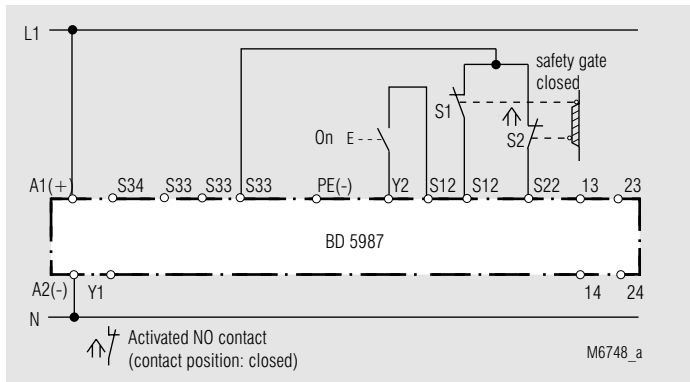 L1
safety gate
closed
S1
On E
S2
A1(+) S34 S33 S33 S33 PE(-) Y2 S12 S12 S22 13 23
BD 5987
A2(-) Y1 14 24
N
Activated NO contact
(contact position: closed)
M6748_a